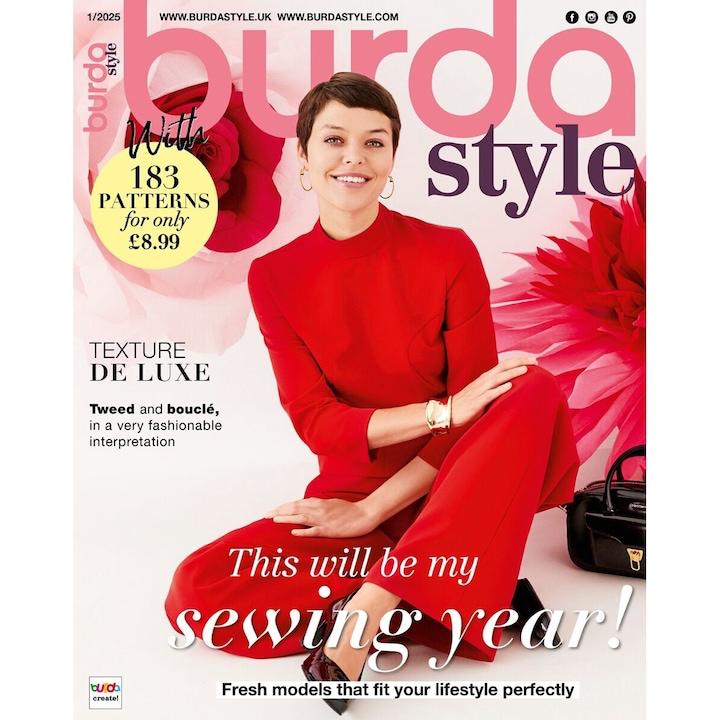 1/2025
WWW.BURDASTYLE.UK WWW.BURDASTYLE.COM
burda
style
burda
style
With
183
PATTERNS
for only
£8.99
TEXTURE
DE LUXE
Tweed and bouclé,
in a very fashionable
interpretation
This will be my
sewing year!
Fresh models that fit your lifestyle perfectly
burda
create!